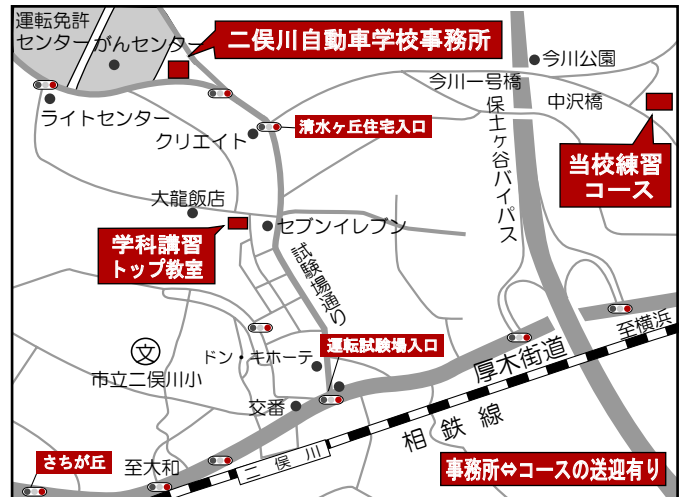 運転免許
センター
がんセンター
二俣川自動車学校事務所
今川公園
今川一号橋
中沢橋
ライトセンター
クリエイト
清水ヶ丘住宅入口
保土ヶ谷バイパス
当校練習
コース
大龍飯店
セブンイレブン
学科講習
トップ教室
試験場通り
文
市立二俣川小
ドン・キホーテ
運転試験場入口
至横浜
厚木街道
交番
相鉄線
さちが丘
至大和
二俣川
事務所⇔コースの送迎有り